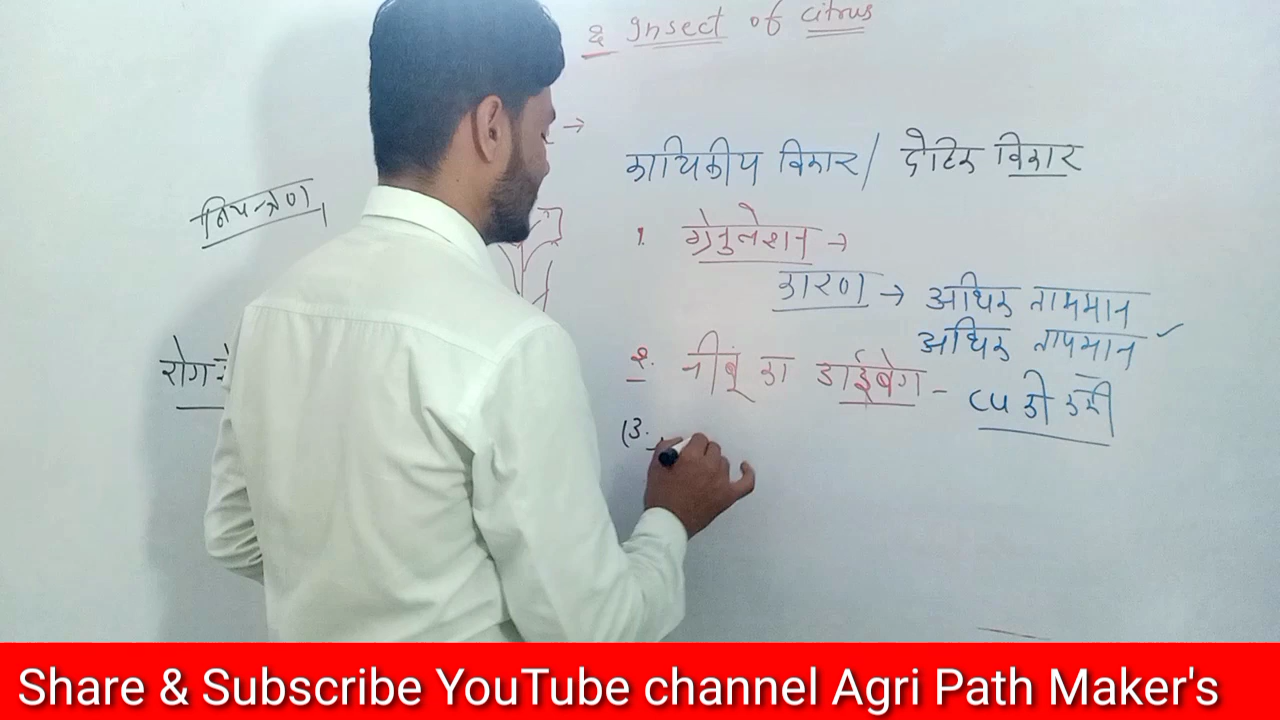 & Insect of citrus
→
कायिकीय विकार / दैहिक विकार
नियन्त्रण
1. ग्रेनुलेशन →
कारण → अधिक तापमान
अधिक तापमान ✓
रोग
2. नीबूं का डाईबेग - Cu की कमी
(3.
Share & Subscribe YouTube channel Agri Path Maker's